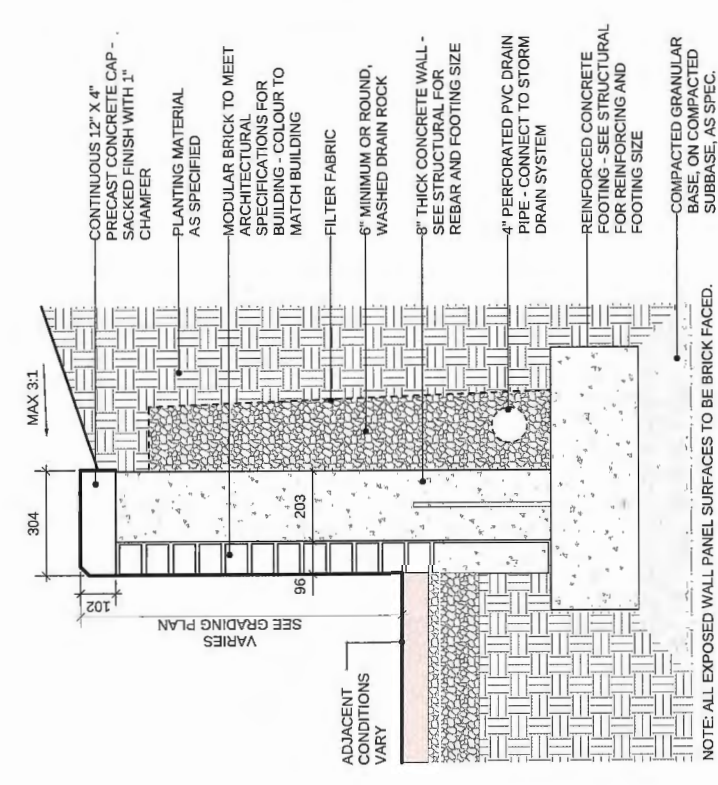 CONTINUOUS 12" X 4"
PRECAST CONCRETE CAP -
SACKED FINISH WITH 1"
CHAMFER
PLANTING MATERIAL
AS SPECIFIED
MODULAR BRICK TO MEET
ARCHITECTURAL
SPECIFICATIONS FOR
BUILDING - COLOUR TO
MATCH BUILDING
FILTER FABRIC
6" MINIMUM OR ROUND,
WASHED DRAIN ROCK
8" THICK CONCRETE WALL -
SEE STRUCTURAL FOR
REBAR AND FOOTING SIZE
4" PERFORATED PVC DRAIN
PIPE - CONNECT TO STORM
DRAIN SYSTEM
REINFORCED CONCRETE
FOOTING - SEE STRUCTURAL
FOR REINFORCING AND
FOOTING SIZE
COMPACTED GRANULAR
BASE, ON COMPACTED
SUBBASE, AS SPEC.
MAX 3:1
304
203
96
102
VARIES
SEE GRADING PLAN
ADJACENT
CONDITIONS
VARY
NOTE: ALL EXPOSED WALL PANEL SURFACES TO BE BRICK FACED.